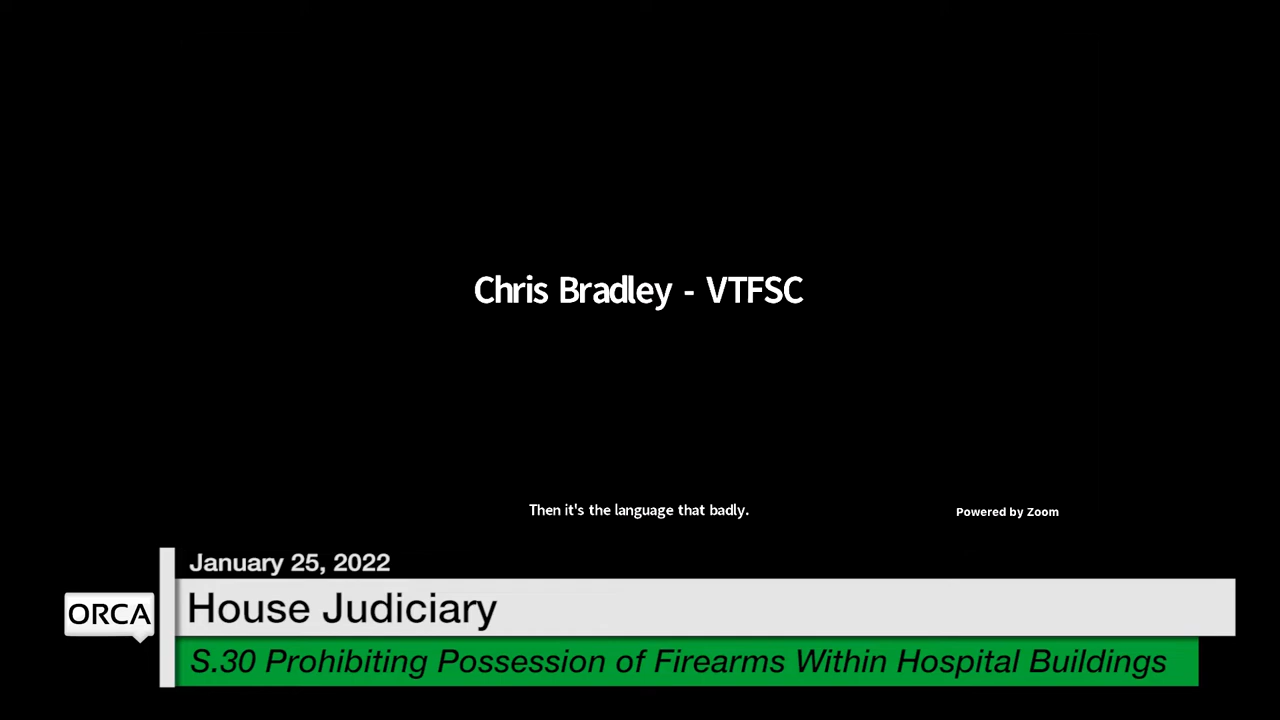 Chris Bradley - VTFSC
Then it's the language that badly.
Powered by Zoom
January 25, 2022
ORCA
House Judiciary
S.30 Prohibiting Possession of Firearms Within Hospital Buildings